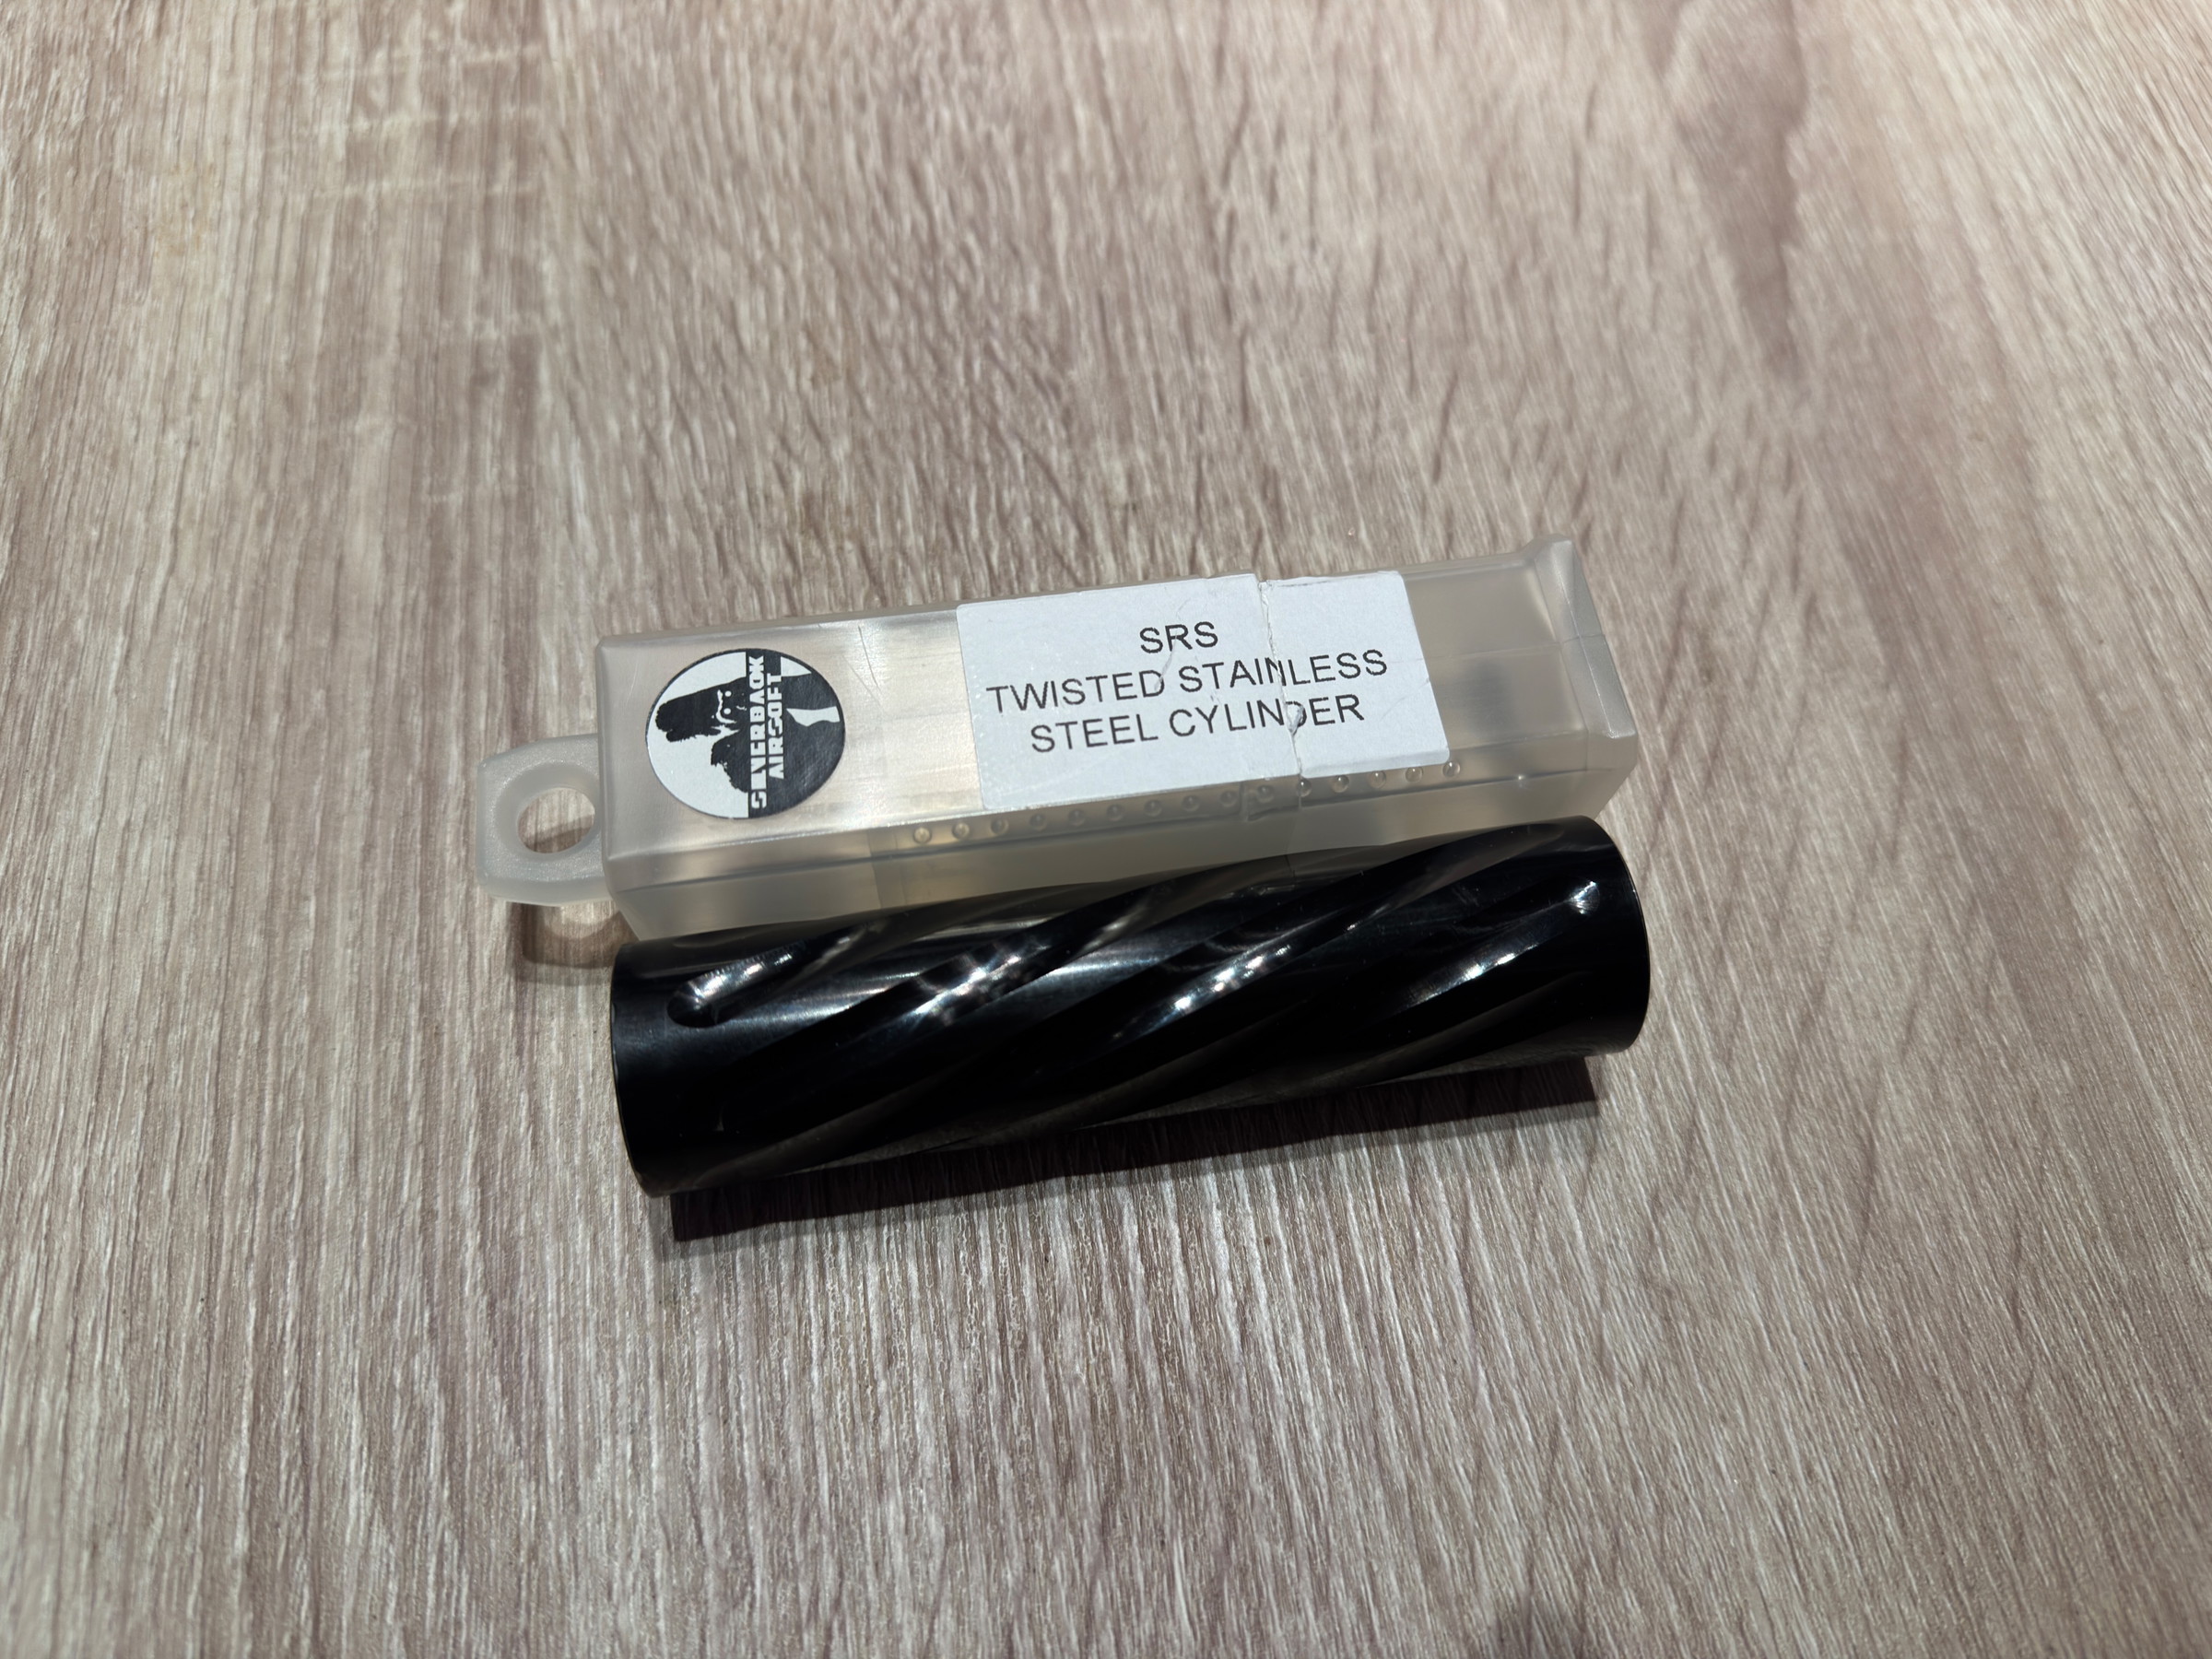 SILVERBACK
AIRSOFT
SRS
TWISTED STAINLESS
STEEL CYLINDER